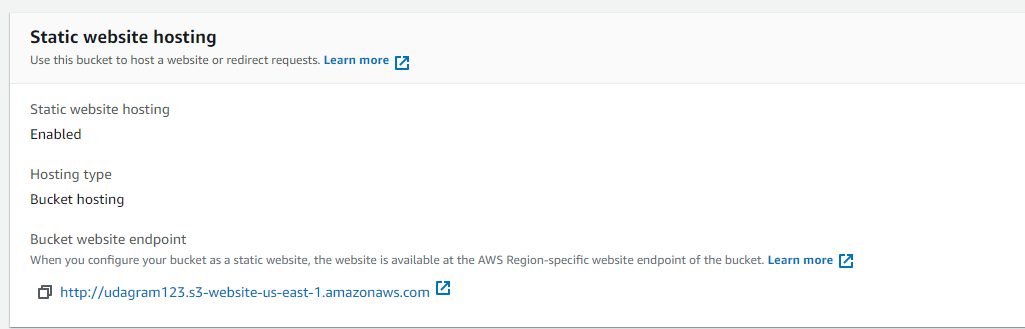 Static website hosting
Use this bucket to host a website or redirect requests. Learn more
Static website hosting
Enabled
Hosting type
Bucket hosting
Bucket website endpoint
When you configure your bucket as a static website, the website is available at the AWS Region-specific website endpoint of the bucket. Learn more
http://udagram123.s3-website-us-east-1.amazonaws.com